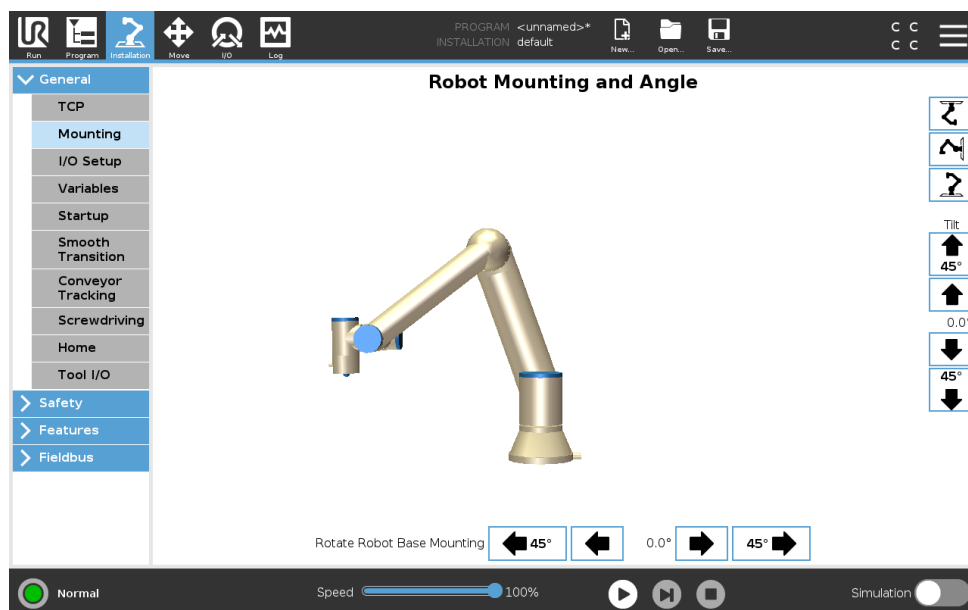 UR
PROGRAM <unnamed>*
INSTALLATION default
Run Program Installation Move I/O Log New... Open... Save...
C C
C C
General
TCP
Mounting
I/O Setup
Variables
Startup
Smooth
Transition
Conveyor
Tracking
Screwdriving
Home
Tool I/O
Safety
Features
Fieldbus
Robot Mounting and Angle
Tilt
45°
0.0°
45°
Rotate Robot Base Mounting 45° 0.0° 45°
Normal Speed 100% Simulation